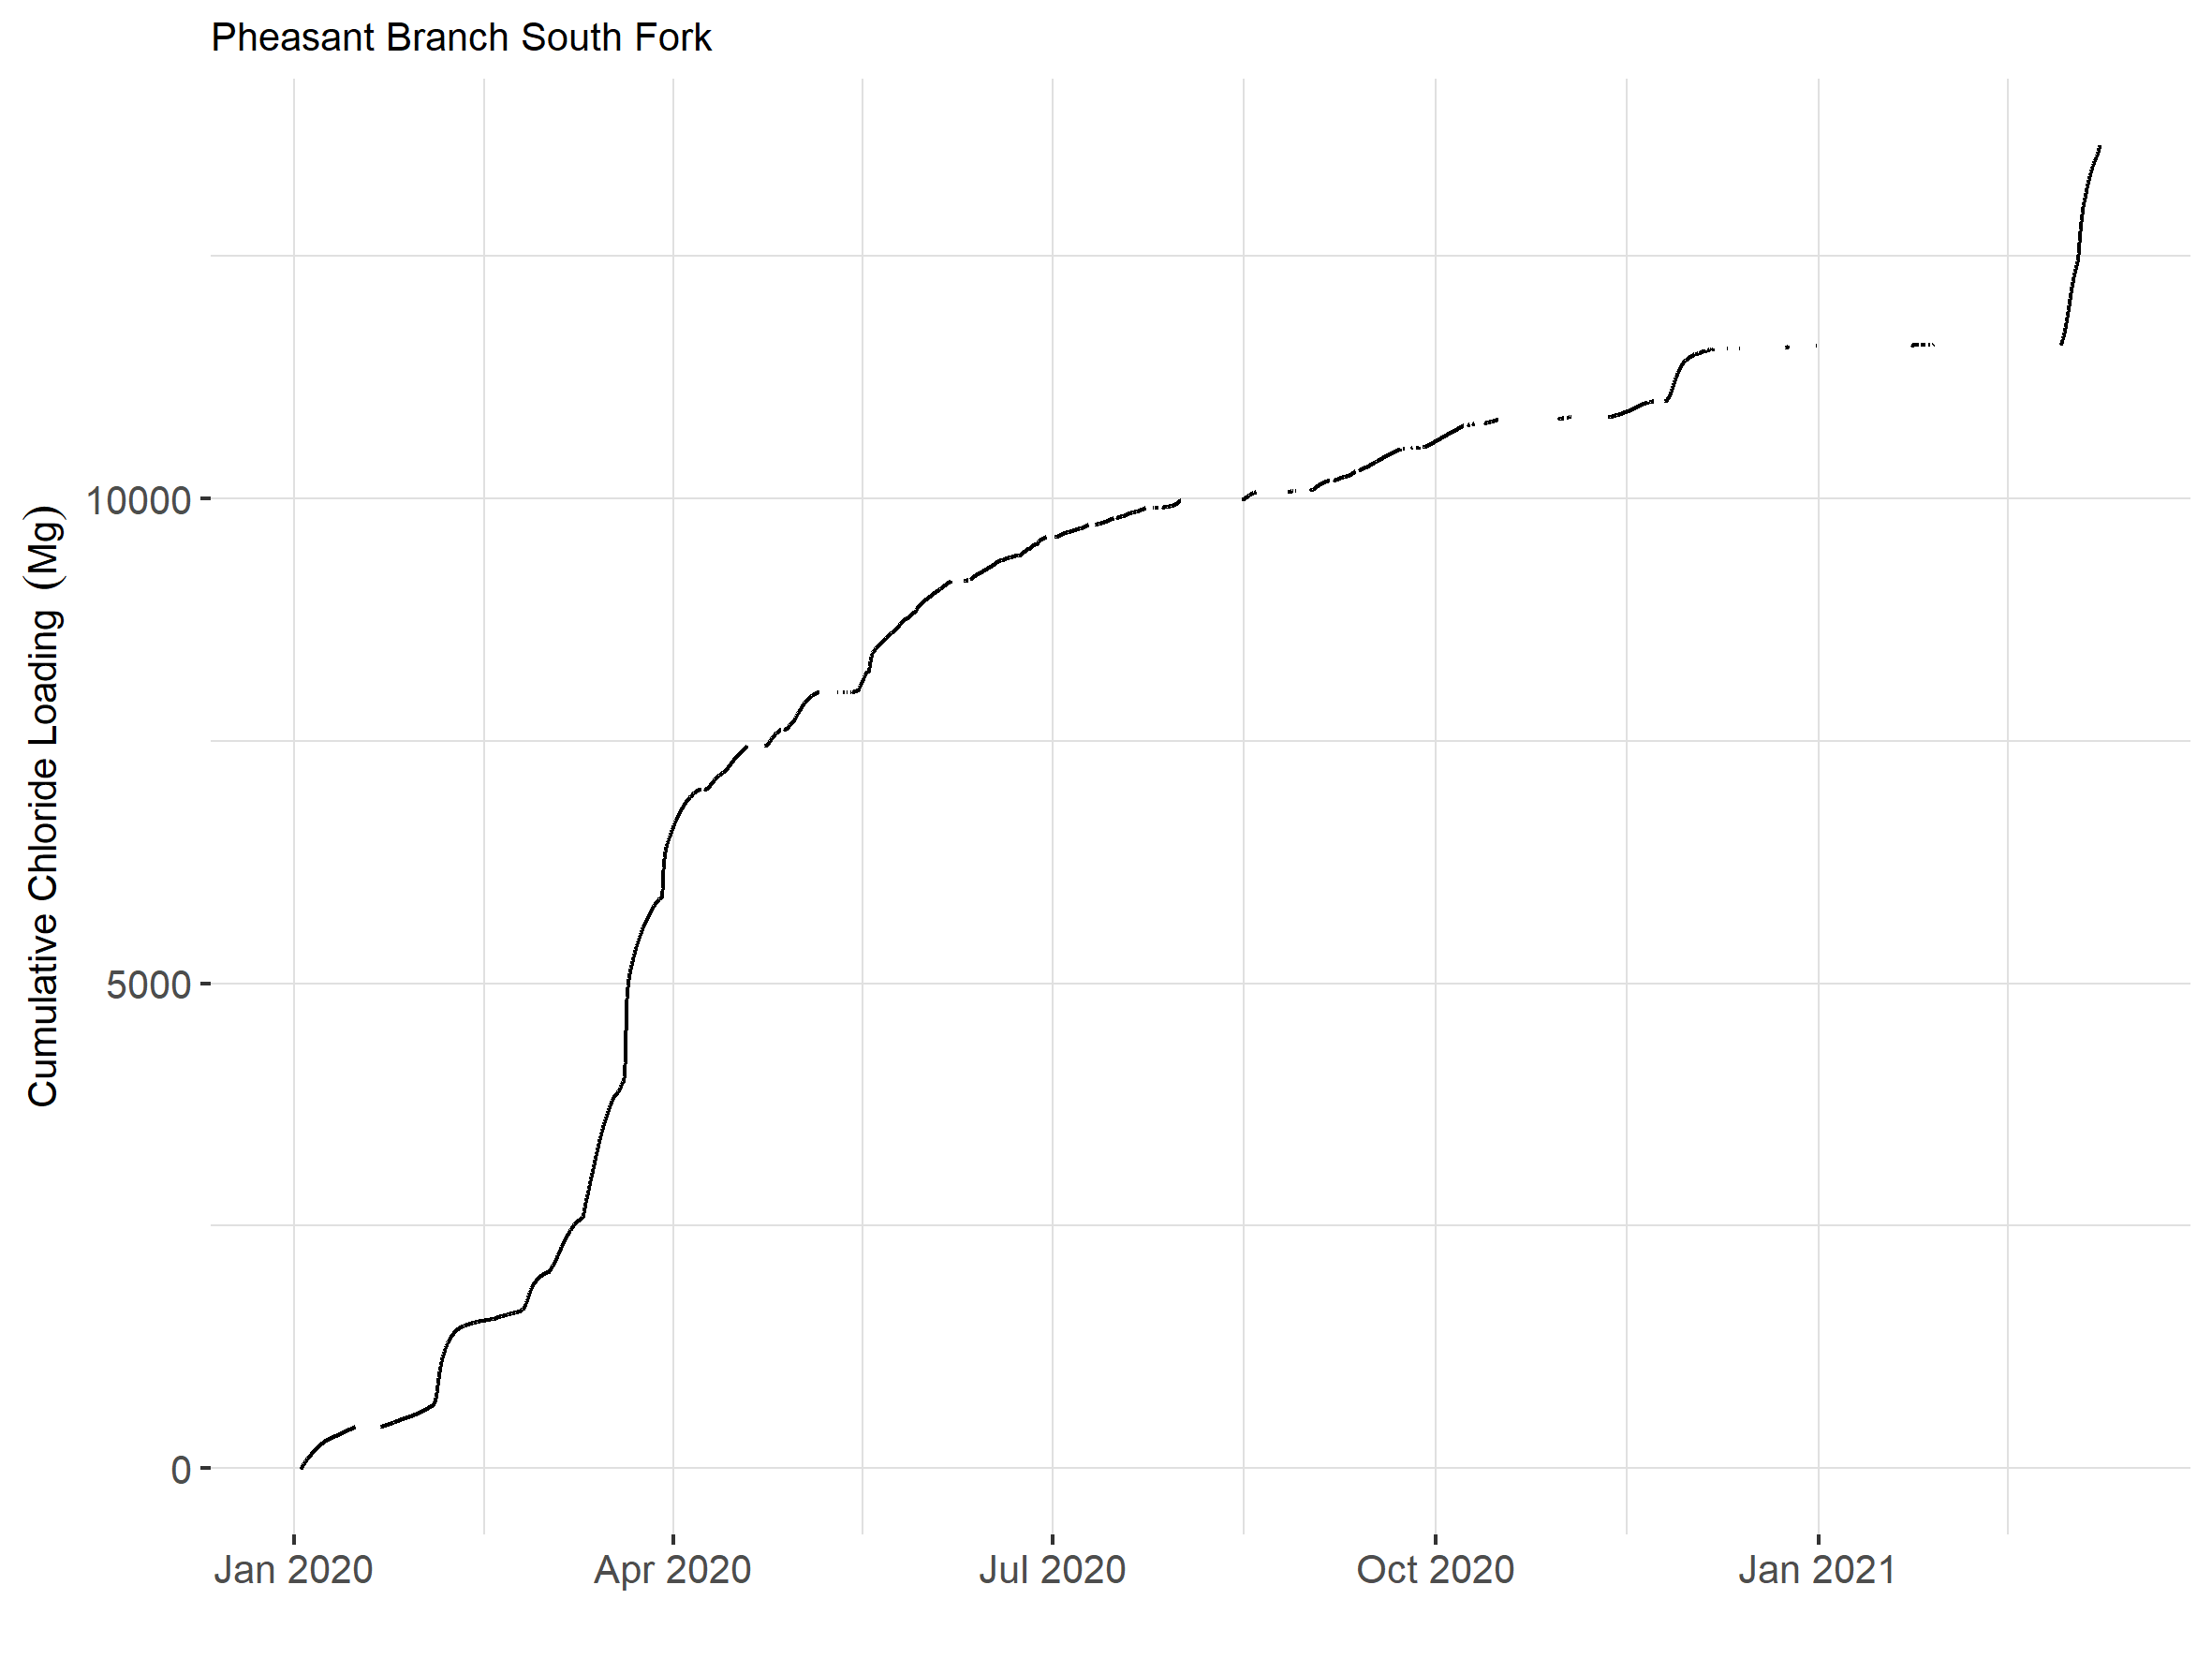 Pheasant Branch South Fork
Cumulative Chloride Loading (Mg)
10000
5000
0
Jan 2020 Apr 2020 Jul 2020 Oct 2020 Jan 2021